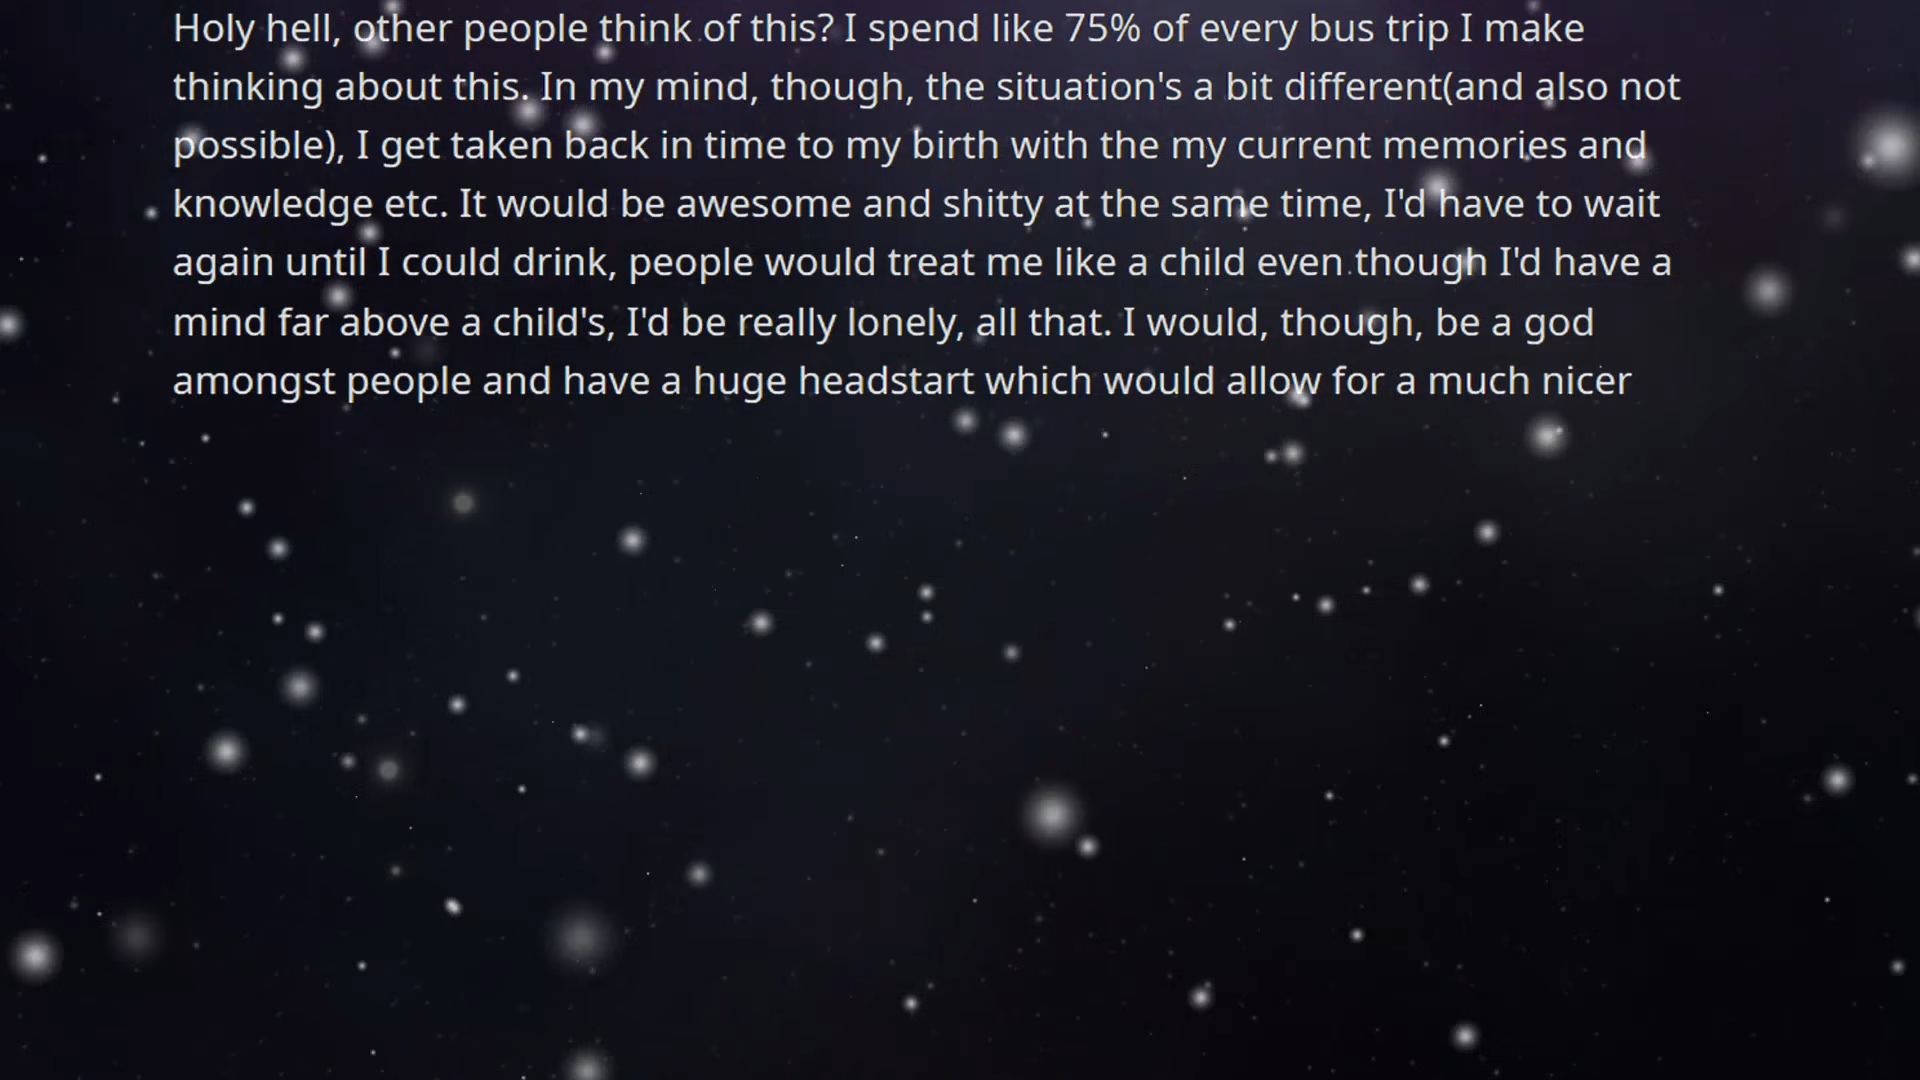 Holy hell, other people think of this? I spend like 75% of every bus trip I make
thinking about this. In my mind, though, the situation's a bit different(and also not
possible), I get taken back in time to my birth with the my current memories and
knowledge etc. It would be awesome and shitty at the same time, I'd have to wait
again until I could drink, people would treat me like a child even though I'd have a
mind far above a child's, I'd be really lonely, all that. I would, though, be a god
amongst people and have a huge headstart which would allow for a much nicer